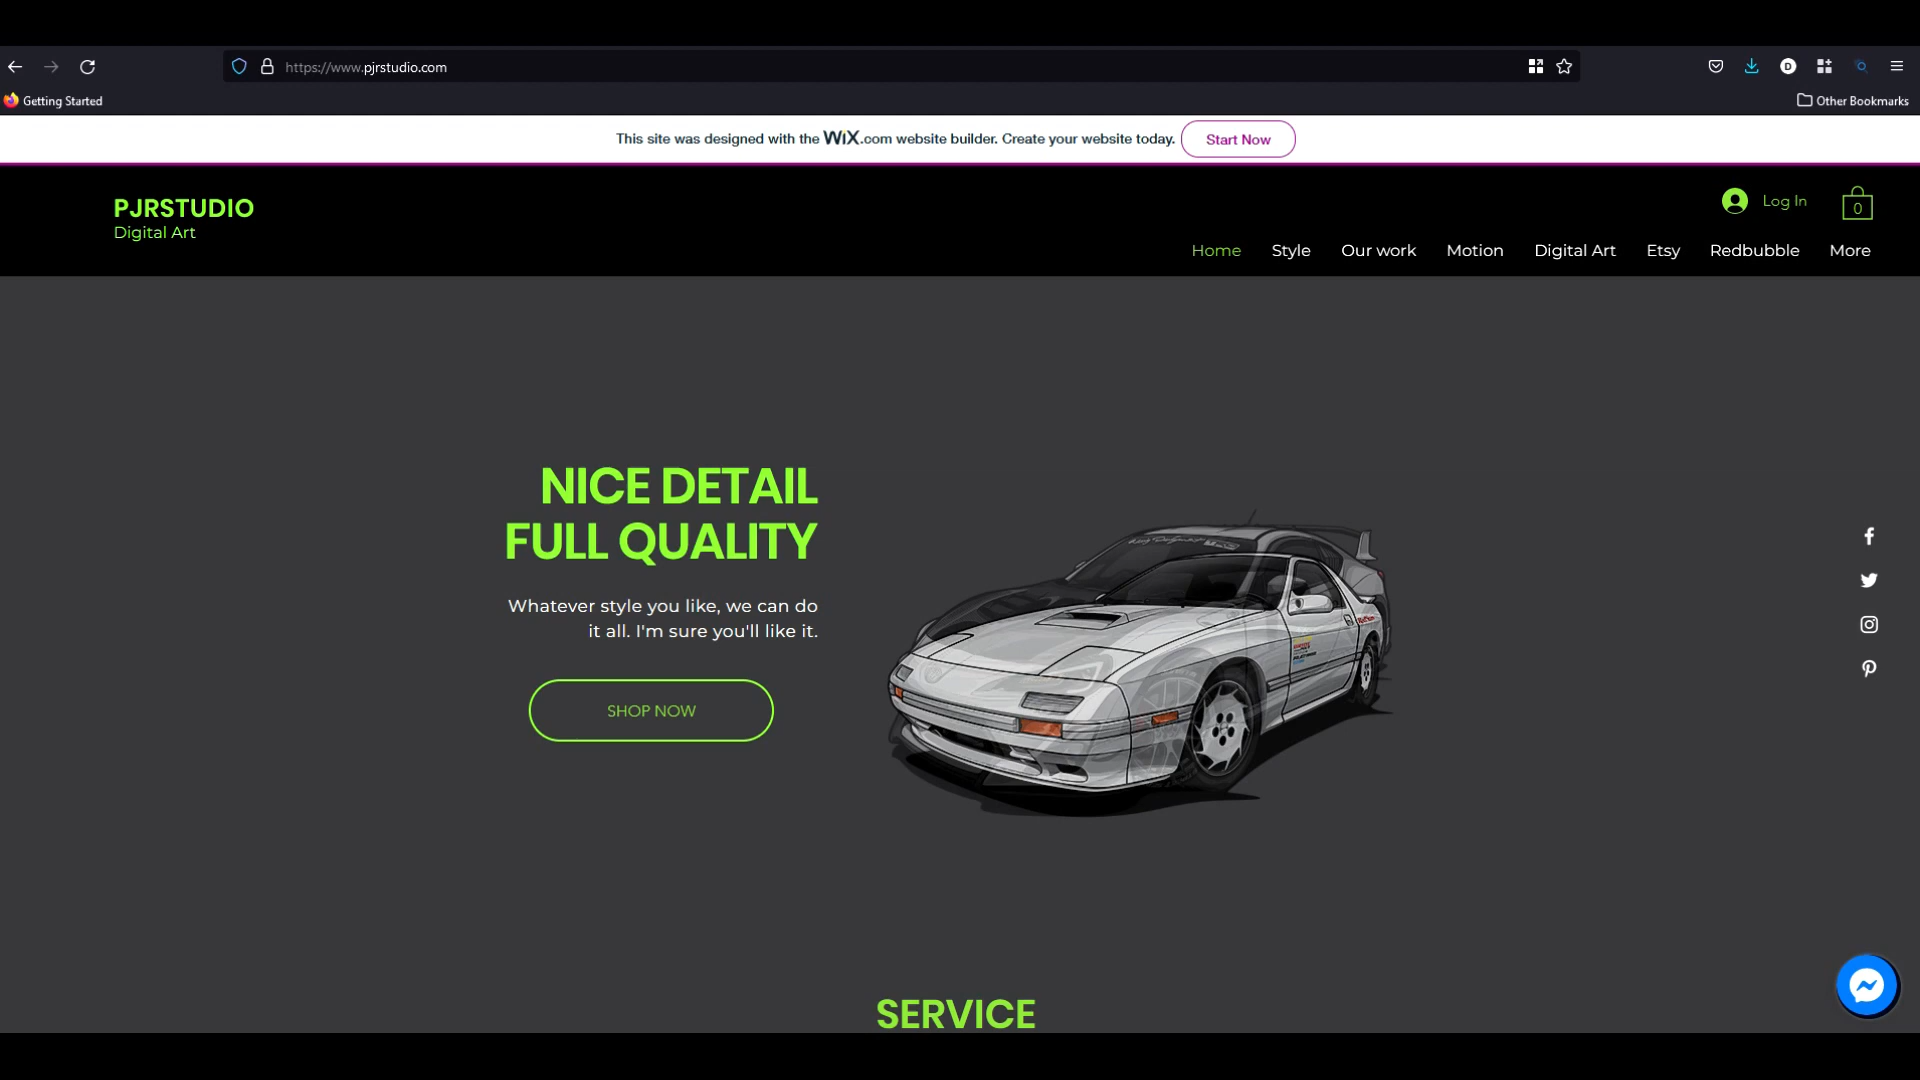 https://www.pjrstudio.com
Getting Started
Other Bookmarks
This site was designed with the WiX.com website builder. Create your website today. Start Now
PJRSTUDIO
Digital Art
Log In
0
Home Style Our work Motion Digital Art Etsy Redbubble More
NICE DETAIL
FULL QUALITY
Whatever style you like, we can do
it all. I'm sure you'll like it.
SHOP NOW
SERVICE